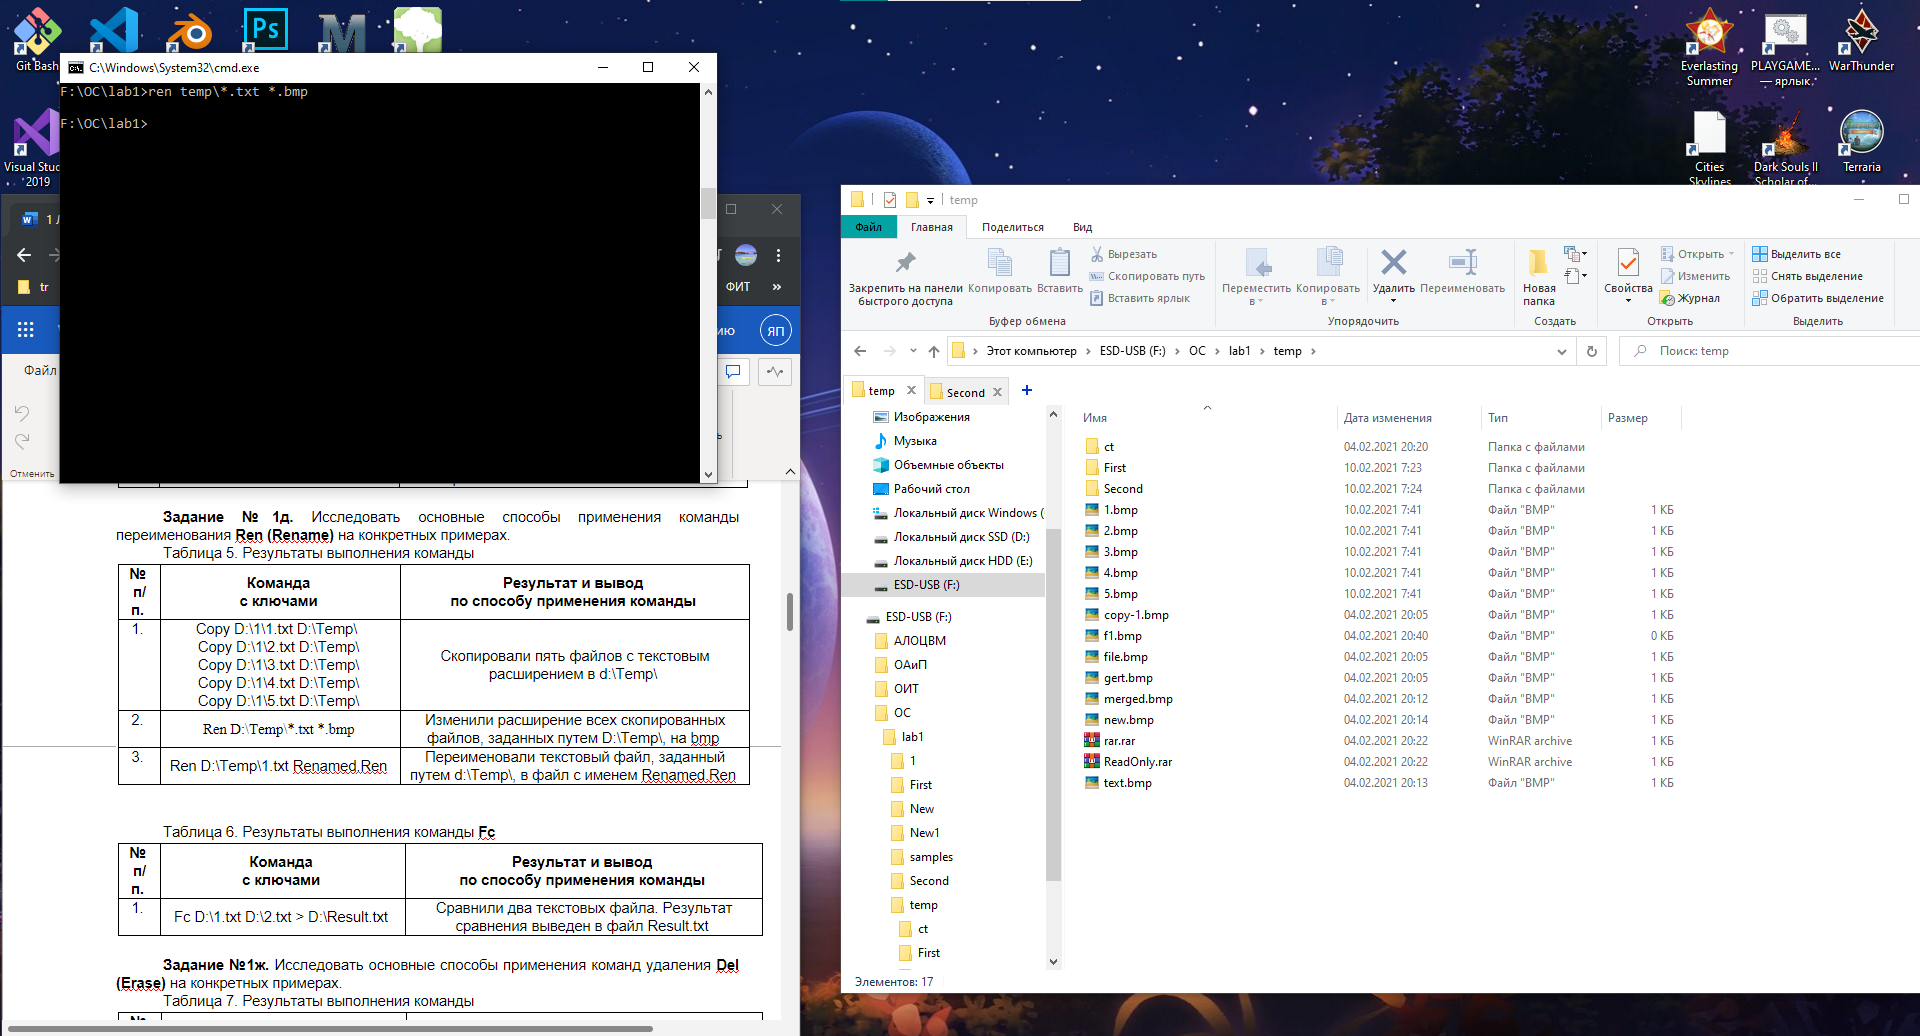 Git Bash
Ps
Visual Stu
2019
Everlasting
Summer
PLAYGAME...
— ярлык.
WarThunder
Cities
Skylines
Dark Souls II
Scholar of...
Terraria
C:\Windows\System32\cmd.exe
F:\OC\lab1>ren temp\*.txt *.bmp
F:\OC\lab1>
1
tr
ФИТ
»
ию
ЯП
Файл
Отменить
Задание № 1д. Исследовать основные способы применения команды
переименования Ren (Rename) на конкретных примерах.
Таблица 5. Результаты выполнения команды
№
п/
п.
Команда
с ключами
Результат и вывод
по способу применения команды
1.
Copy D:\1\1.txt D:\Temp\
Copy D:\1\2.txt D:\Temp\
Copy D:\1\3.txt D:\Temp\
Copy D:\1\4.txt D:\Temp\
Copy D:\1\5.txt D:\Temp\
Скопировали пять файлов с текстовым
расширением в d:\Temp\
2.
Ren D:\Temp\*.txt *.bmp
Изменили расширение всех скопированных
файлов, заданных путем D:\Temp\, на bmp
3.
Ren D:\Temp\1.txt Renamed.Ren
Переименовали текстовый файл, заданный
путем d:\Temp\, в файл с именем Renamed.Ren
Таблица 6. Результаты выполнения команды Fc
№
п/
п.
Команда
с ключами
Результат и вывод
по способу применения команды
1.
Fc D:\1.txt D:\2.txt > D:\Result.txt
Сравнили два текстовых файла. Результат
сравнения выведен в файл Result.txt
Задание №1ж. Исследовать основные способы применения команд удаления Del
(Erase) на конкретных примерах.
Таблица 7. Результаты выполнения команды
temp
Файл
Главная
Поделиться
Вид
Закрепить на панели
быстрого доступа
Копировать
Вставить
Вырезать
Скопировать путь
Вставить ярлык
Буфер обмена
Переместить
в
Копировать
в
Удалить
Переименовать
Упорядочить
Новая
папка
Создать
Свойства
Открыть
Изменить
Журнал
Открыть
Выделить все
Снять выделение
Обратить выделение
Выделить
Этот компьютер > ESD-USB (F:) > OC > lab1 > temp >
Поиск: temp
temp
Second
Изображения
Музыка
Объемные объекты
Рабочий стол
Локальный диск Windows (
Локальный диск SSD (D:)
Локальный диск HDD (E:)
ESD-USB (F:)
ESD-USB (F:)
АЛОЦВМ
ОАиП
ОИТ
ОС
lab1
1
First
New
New1
samples
Second
temp
ct
First
Имя Дата изменения Тип Размер
ct 04.02.2021 20:20 Папка с файлами
First 10.02.2021 7:23 Папка с файлами
Second 10.02.2021 7:24 Папка с файлами
1.bmp 10.02.2021 7:41 Файл "BMP" 1 КБ
2.bmp 10.02.2021 7:41 Файл "BMP" 1 КБ
3.bmp 10.02.2021 7:41 Файл "BMP" 1 КБ
4.bmp 10.02.2021 7:41 Файл "BMP" 1 КБ
5.bmp 10.02.2021 7:41 Файл "BMP" 1 КБ
copy-1.bmp 04.02.2021 20:05 Файл "BMP" 1 КБ
f1.bmp 04.02.2021 20:40 Файл "BMP" 0 КБ
file.bmp 04.02.2021 20:05 Файл "BMP" 1 КБ
gert.bmp 04.02.2021 20:05 Файл "BMP" 1 КБ
merged.bmp 04.02.2021 20:12 Файл "BMP" 1 КБ
new.bmp 04.02.2021 20:14 Файл "BMP" 1 КБ
rar.rar 04.02.2021 20:22 WinRAR archive 1 КБ
ReadOnly.rar 04.02.2021 20:22 WinRAR archive 1 КБ
text.bmp 04.02.2021 20:13 Файл "BMP" 1 КБ
Элементов: 17